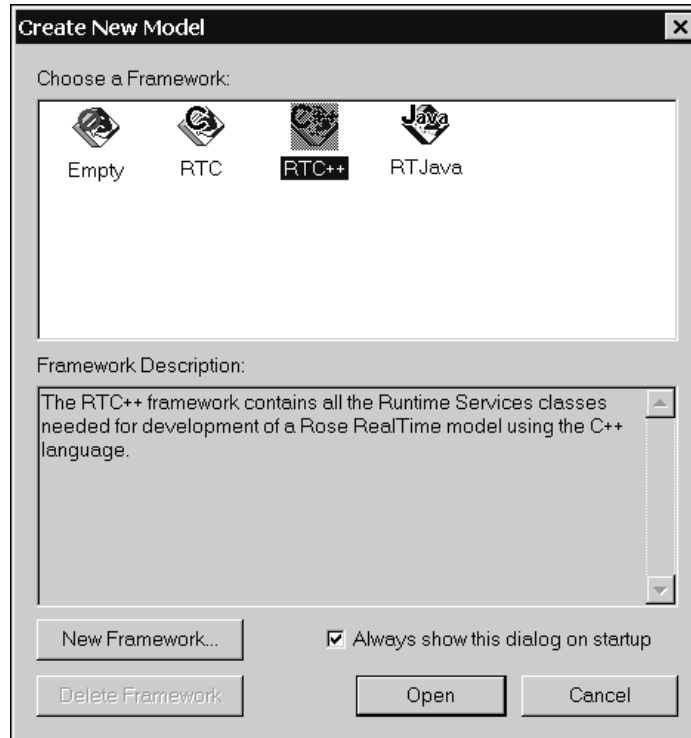 Create New Model
Choose a Framework:
Empty
RTC
RTC++
RTJava
Framework Description:
The RTC++ framework contains all the Runtime Services classes
needed for development of a Rose RealTime model using the C++
language.
New Framework...
Always show this dialog on startup
Delete Framework
Open
Cancel